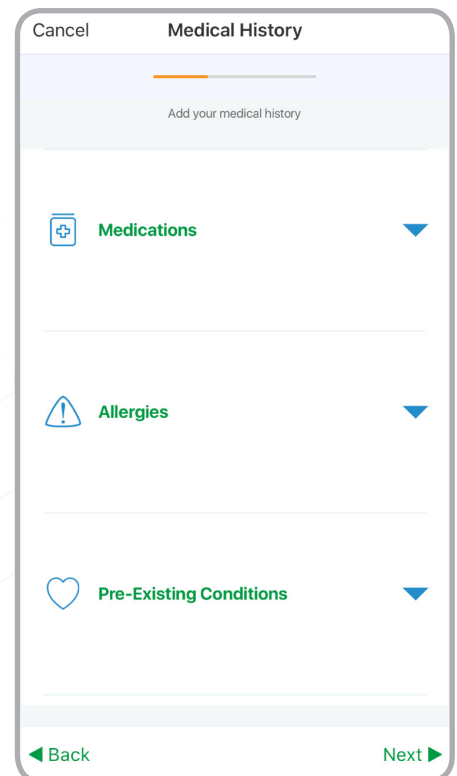 Cancel Medical History
Add your medical history
Medications
Allergies
Pre-Existing Conditions
Back Next